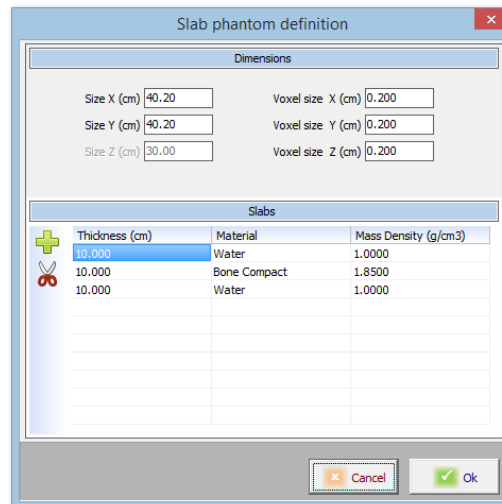 Slab phantom definition
Dimensions
Size X (cm) 40.20 Voxel size X (cm) 0.200
Size Y (cm) 40.20 Voxel size Y (cm) 0.200
Size Z (cm) 30.00 Voxel size Z (cm) 0.200
Slabs
Thickness (cm) Material Mass Density (g/cm3)
10.000 Water 1.0000
10.000 Bone Compact 1.8500
10.000 Water 1.0000
Cancel Ok